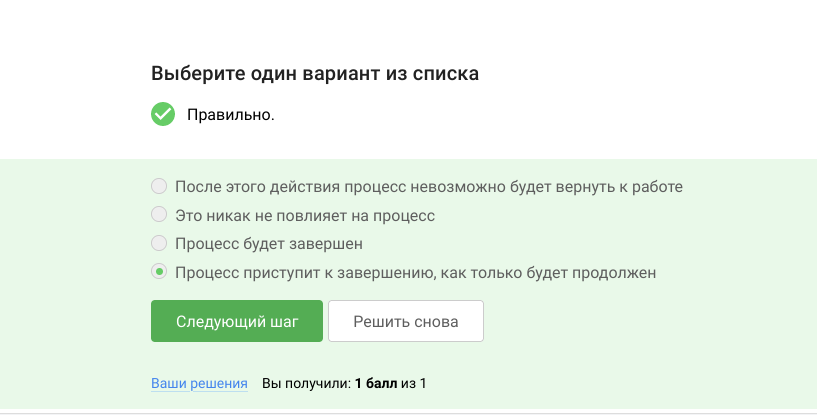 Выберите один вариант из списка
Правильно.
После этого действия процесс невозможно будет вернуть к работе
Это никак не повлияет на процесс
Процесс будет завершен
Процесс приступит к завершению, как только будет продолжен
Следующий шаг Решить снова
Ваши решения Вы получили: 1 балл из 1